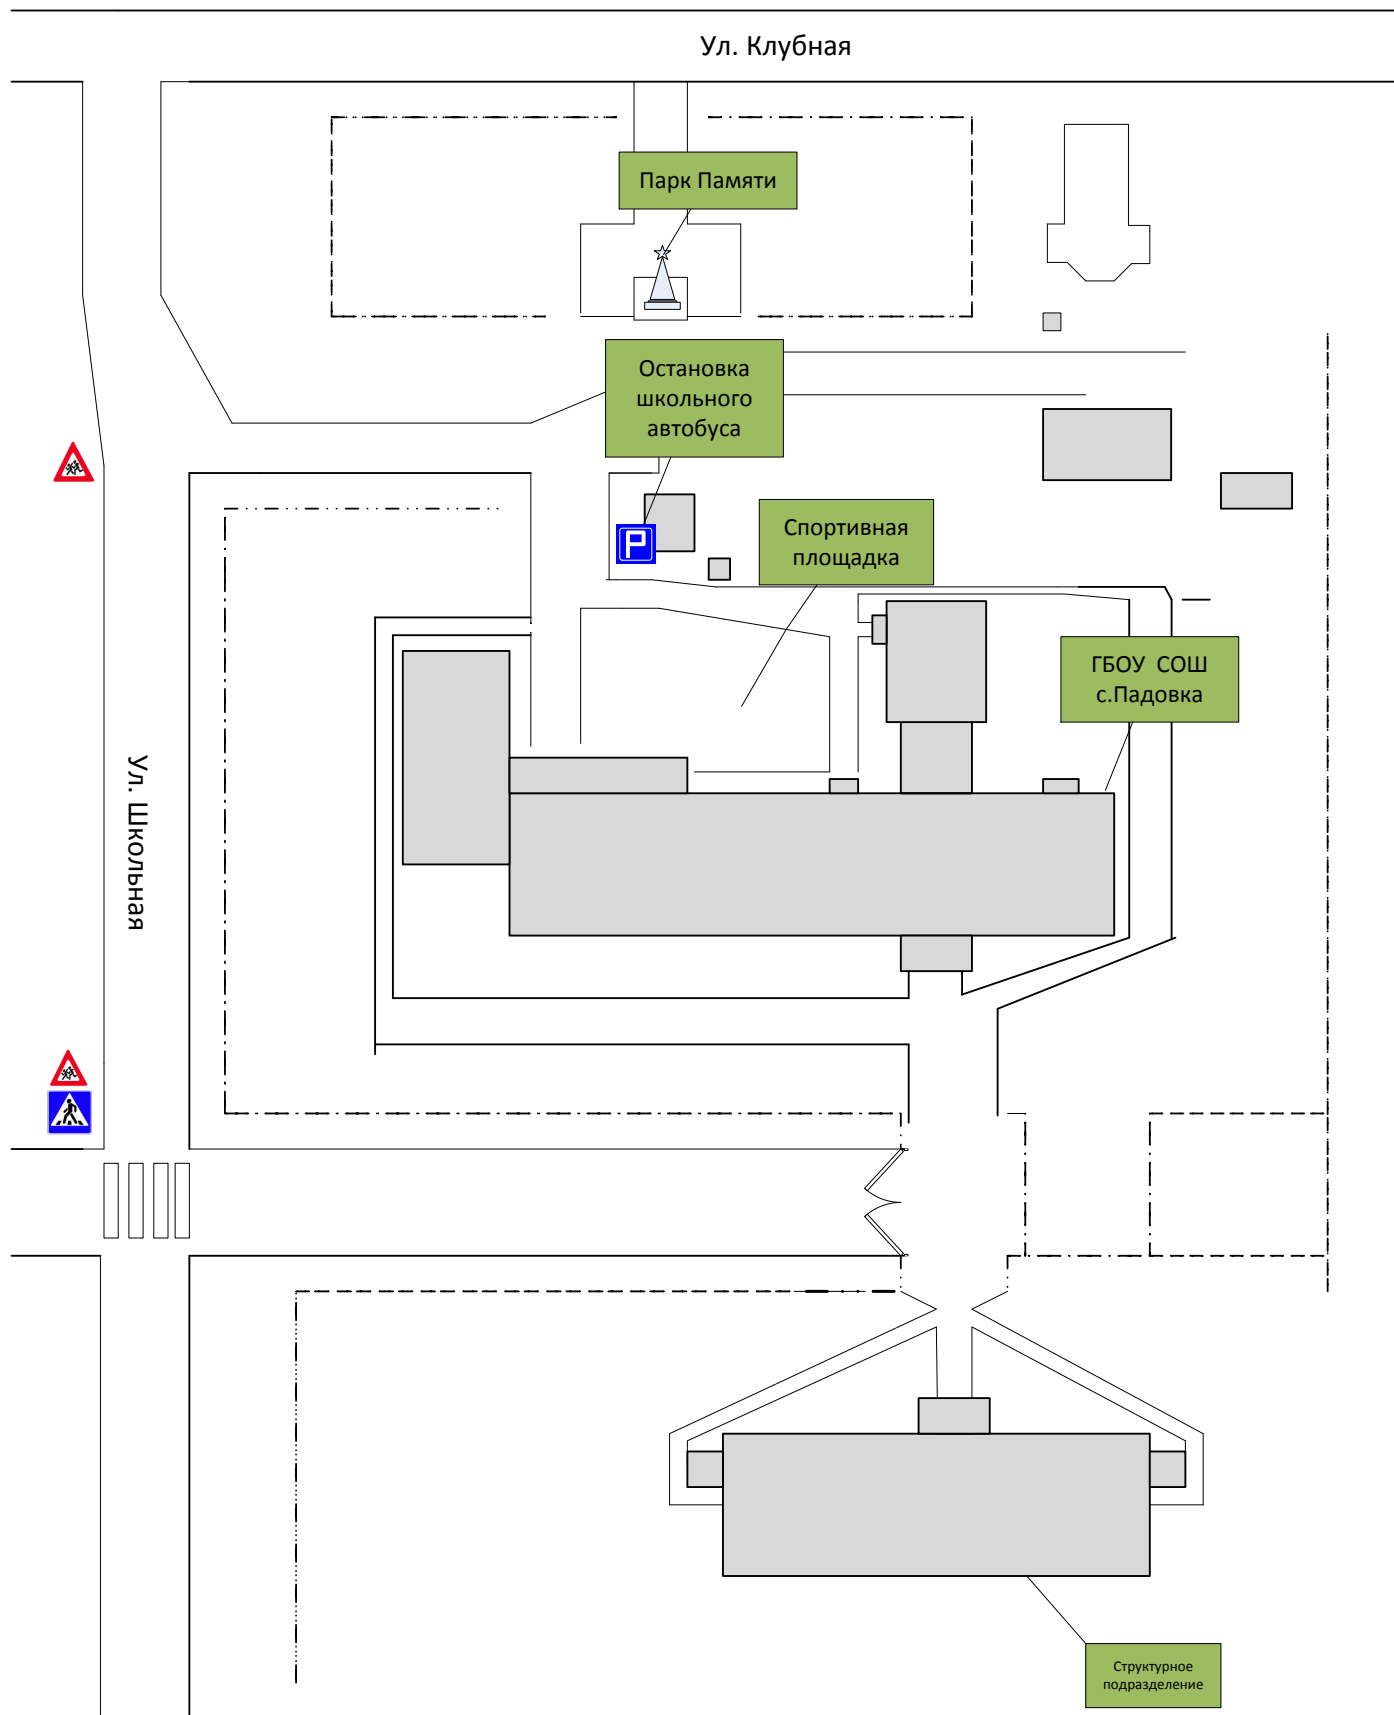 Ул. Клубная
Парк Памяти
Остановка
школьного
автобуса
P
Спортивная
площадка
ГБОУ СОШ
с.Падовка
Ул. Школьная
Структурное
подразделение